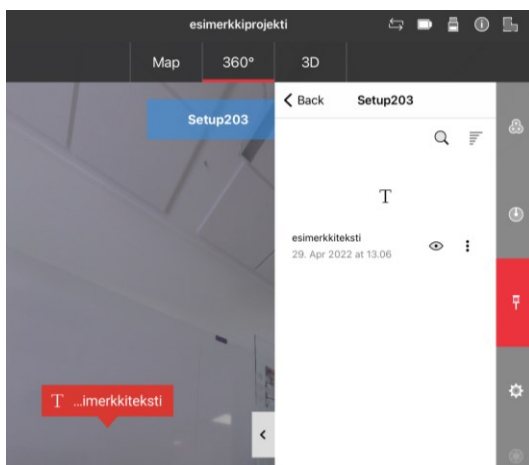 esimerkkiprojekti
Map
360°
3D
Setup203
Back
Setup203
T
esimerkkiteksti
29. Apr 2022 at 13.06
T ...imerkkiteksti